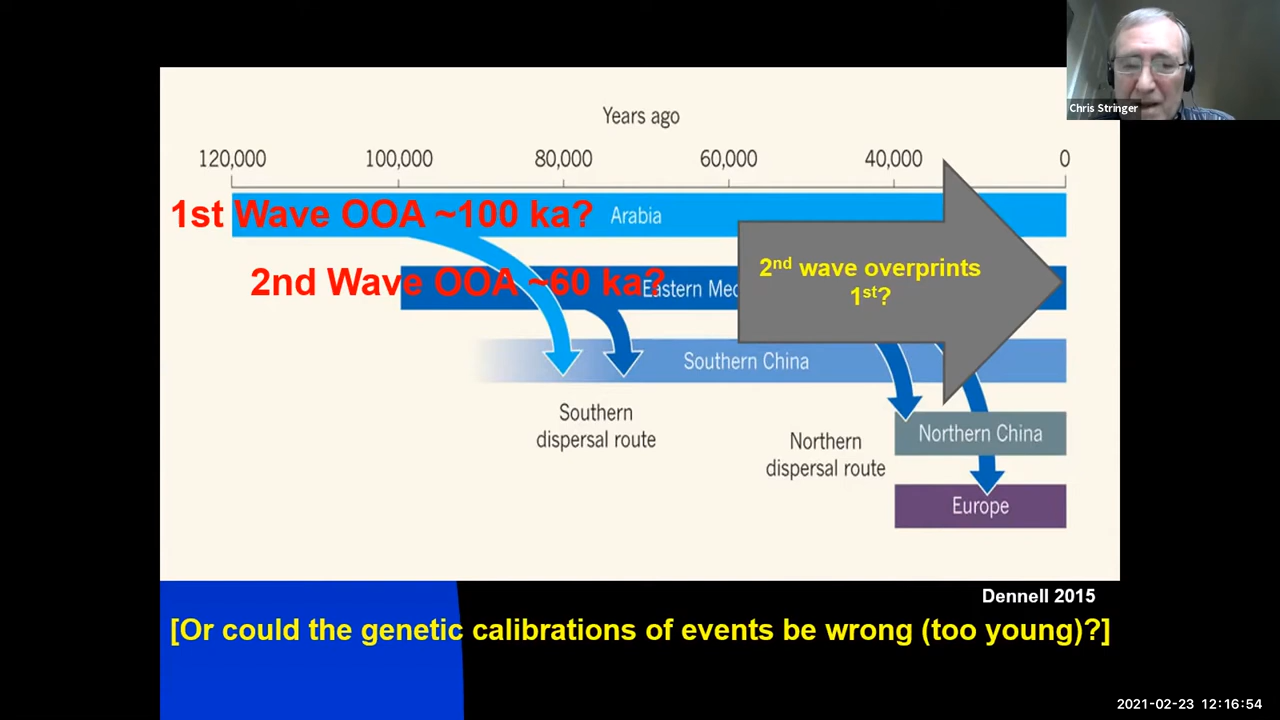 Chris Stringer
Years ago
120,000 100,000 80,000 60,000 40,000 0
1st Wave OOA ~100 ka?
Arabia
2nd Wave OOA ~60 ka?
Eastern Med
2nd wave overprints
1st?
Southern China
Southern
dispersal route
Northern
dispersal route
Northern China
Europe
Dennell 2015
[Or could the genetic calibrations of events be wrong (too young)?]
2021-02-23 12:16:54